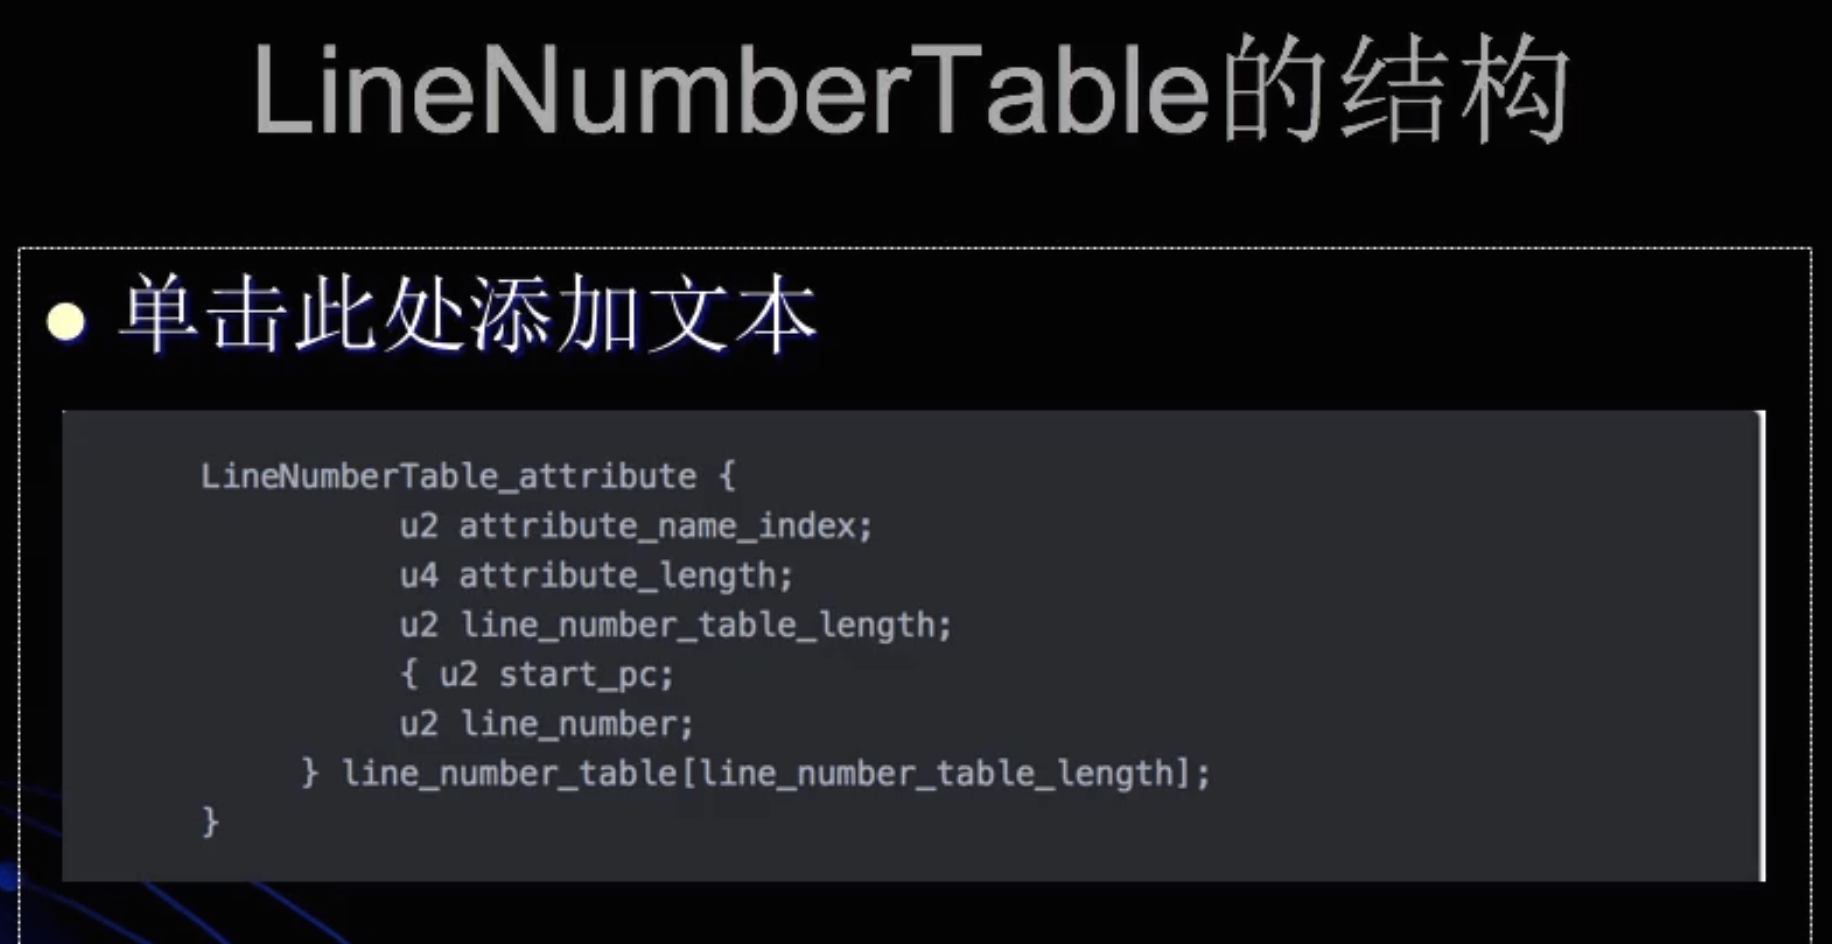 LineNumberTable的结构
单击此处添加文本
LineNumberTable_attribute {
u2 attribute_name_index;
u4 attribute_length;
u2 line_number_table_length;
{ u2 start_pc;
u2 line_number;
} line_number_table[line_number_table_length];
}